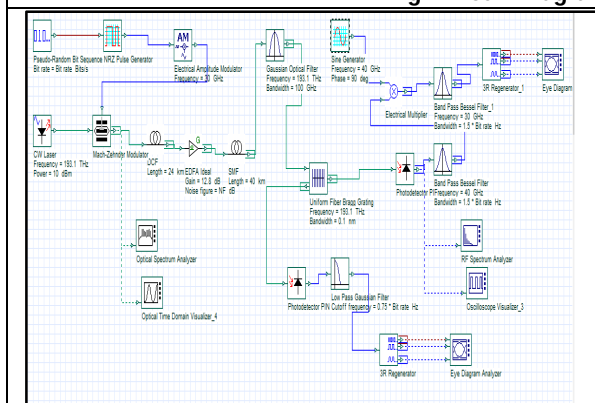 Pseudo-Random Bit Sequence NRZ Pulse Generator
Bit rate = Bit rate Bits/s
AM
Electrical Amplitude Modulator
Gaussian Optical Filter
Frequency = 193.1 THz
Bandwidth = 100 GHz
Sine Generator
Frequency = 40 GHz
Phase = 90 deg
3R Regenerator_1
Eye Diagram
Electrical Multiplier
Band Pass Bessel Filter_1
Frequency = 30 GHz
Bandwidth = 1.5 * Bit rate Hz
CW Laser
Frequency = 193.1 THz
Power = 10 dBm
Mach-Zehnder Modulator
DCF
Length = 24 km
G
EDFA Ideal
Gain = 12.8 dB
Noise figure = NF dB
SMF
Length = 40 km
Uniform Fiber Bragg Grating
Frequency = 193.1 THz
Bandwidth = 0.1 nm
Photodetector PIN
Band Pass Bessel Filter
Frequency = 40 GHz
Bandwidth = 1.5 * Bit rate Hz
Optical Spectrum Analyzer
RF Spectrum Analyzer
Optical Time Domain Visualizer_4
Oscilloscope Visualizer_3
Photodetector PIN
Low Pass Gaussian Filter
Cutoff frequency = 0.75 * Bit rate Hz
3R Regenerator
Eye Diagram Analyzer